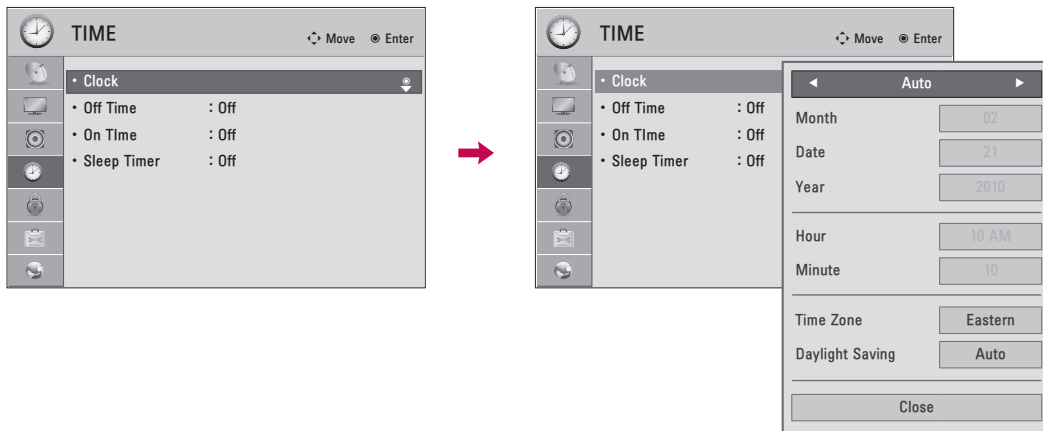 TIME
Move Enter
• Clock
• Off Time : Off
• On TIme : Off
• Sleep Timer : Off
TIME
Move Enter
• Clock
• Off Time : Off
• On TIme : Off
• Sleep Timer : Off
◄ Auto ►
Month 02
Date 21
Year 2010
Hour 10 AM
Minute 10
Time Zone Eastern
Daylight Saving Auto
Close